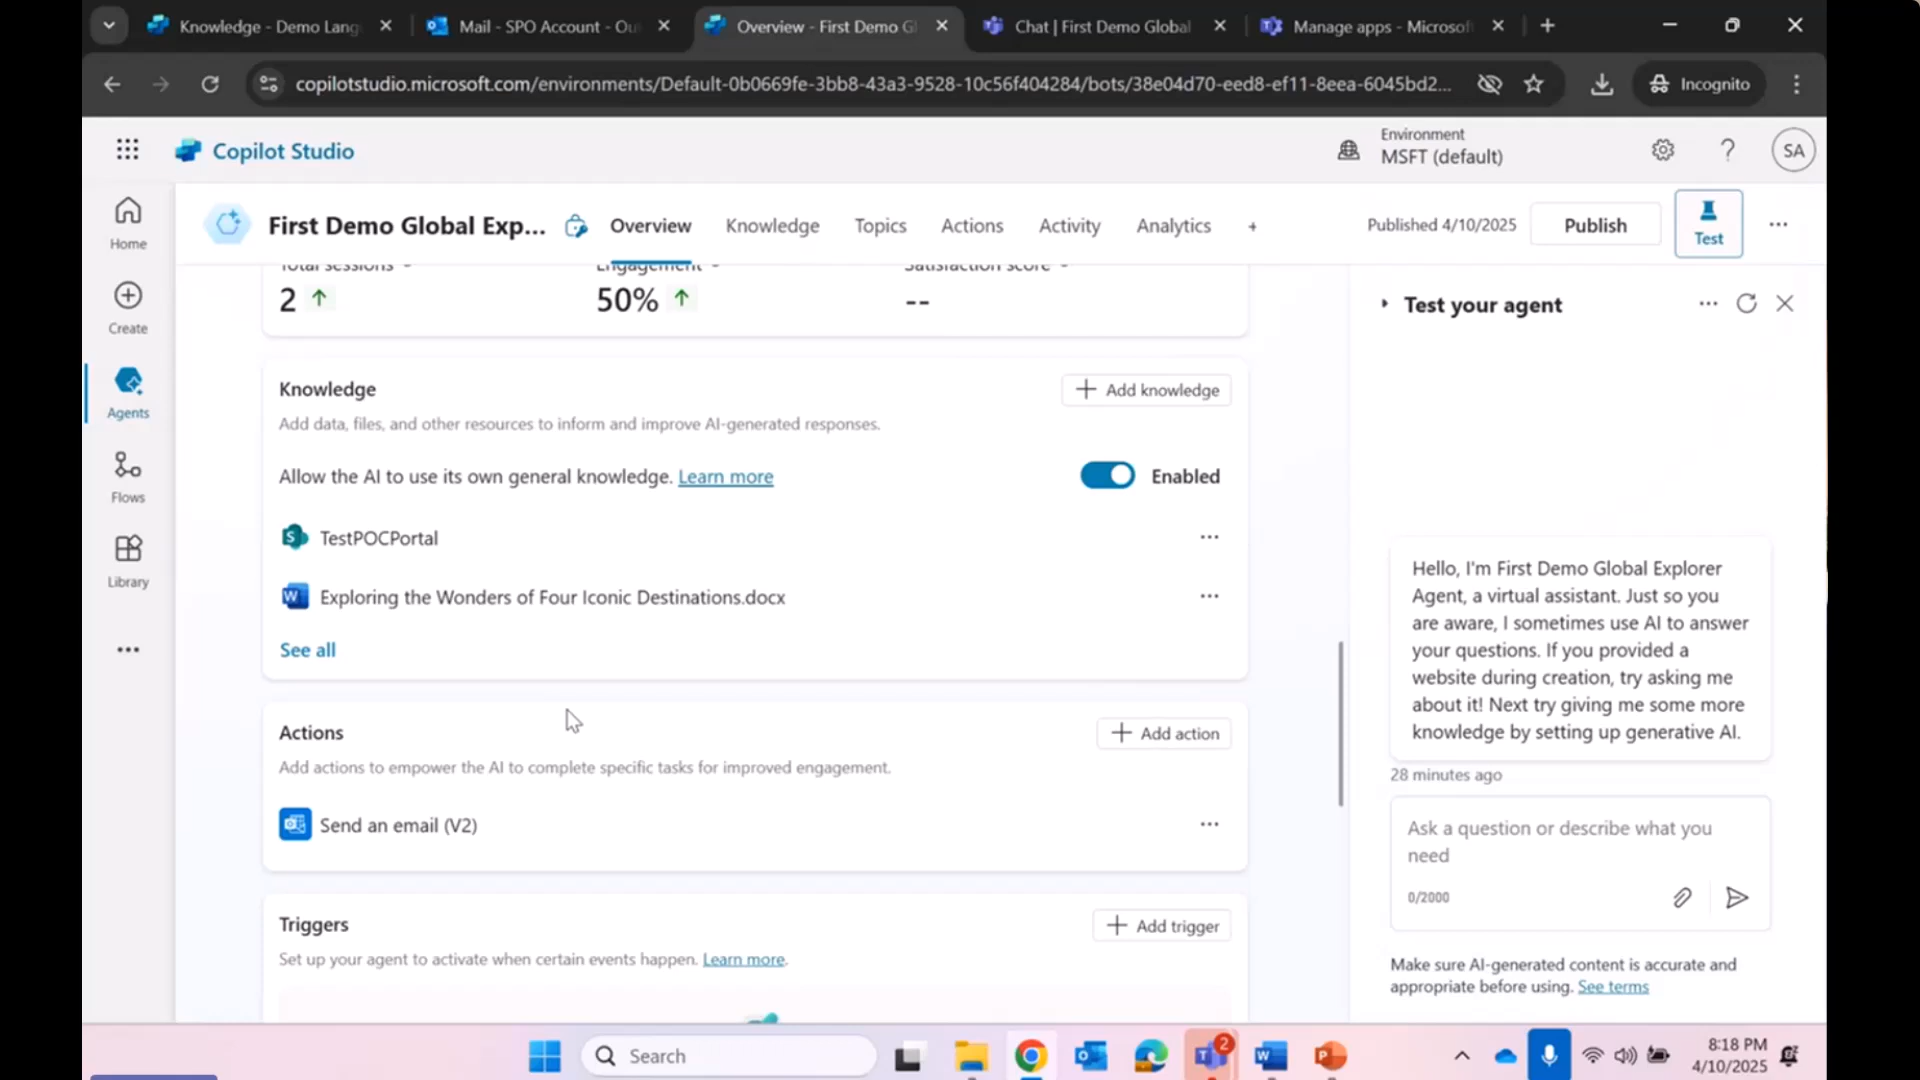 Knowledge - Demo Lang
Mail - SPO Account - Ou
Overview - First Demo Gl
Chat | First Demo Global
Manage apps - Microsoft
copilotstudio.microsoft.com/environments/Default-0b0669fe-3bb8-43a3-9528-10c56f404284/bots/38e04d70-eed8-ef11-8eea-6045bd2...
Incognito
Copilot Studio
Environment
MSFT (default)
SA
Home
Create
Agents
Flows
Library
First Demo Global Exp...
Overview
Knowledge
Topics
Actions
Activity
Analytics
Published 4/10/2025
Publish
Test
Total sessions
Engagement
Satisfaction score
2
50%
--
Knowledge
Add knowledge
Add data, files, and other resources to inform and improve AI-generated responses.
Allow the AI to use its own general knowledge. Learn more
Enabled
TestPOCPortal
Exploring the Wonders of Four Iconic Destinations.docx
See all
Actions
Add action
Add actions to empower the AI to complete specific tasks for improved engagement.
Send an email (V2)
Triggers
Add trigger
Set up your agent to activate when certain events happen. Learn more.
Test your agent
Hello, I'm First Demo Global Explorer
Agent, a virtual assistant. Just so you
are aware, I sometimes use AI to answer
your questions. If you provided a
website during creation, try asking me
about it! Next try giving me some more
knowledge by setting up generative AI.
28 minutes ago
Ask a question or describe what you
need
0/2000
Make sure AI-generated content is accurate and
appropriate before using. See terms
Search
2
8:18 PM
4/10/2025